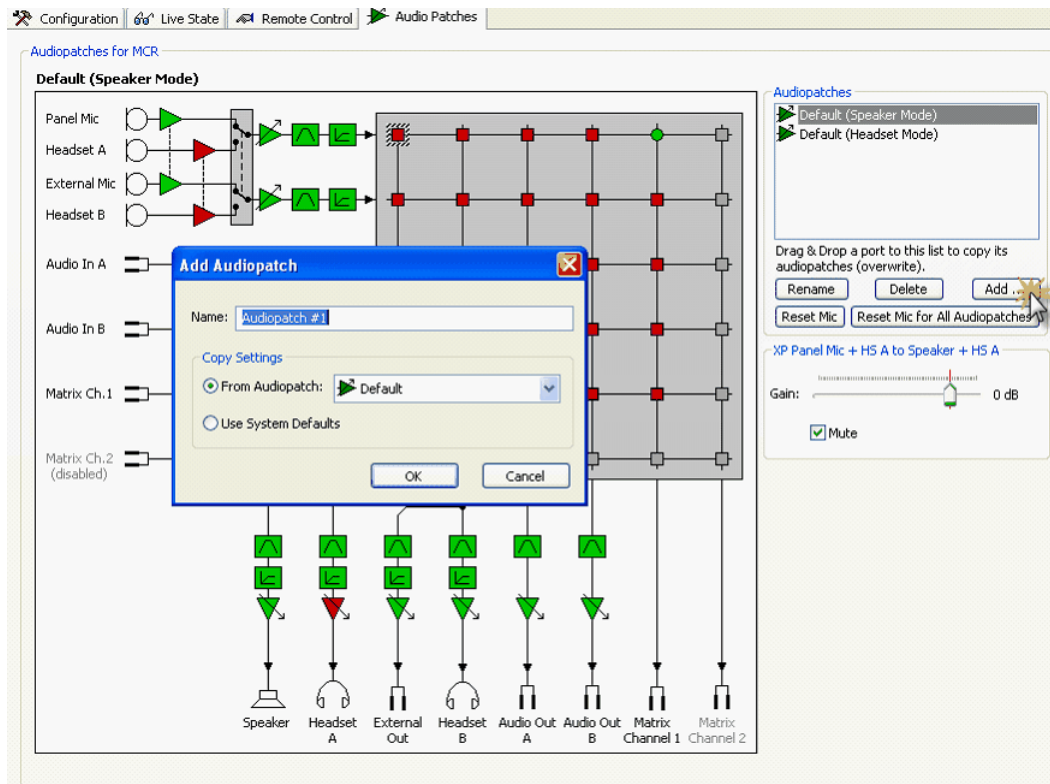 Configuration
Live State
Remote Control
Audio Patches
Audiopatches for MCR
Default (Speaker Mode)
Panel Mic
Headset A
External Mic
Headset B
Audio In A
Audio In B
Matrix Ch.1
Matrix Ch.2
(disabled)
Add Audiopatch
Name:
Audiopatch #1
Copy Settings
From Audiopatch:
Default
Use System Defaults
OK
Cancel
Speaker
Headset
A
External
Out
Headset
B
Audio Out
A
Audio Out
B
Matrix
Channel 1
Matrix
Channel 2
Audiopatches
Default (Speaker Mode)
Default (Headset Mode)
Drag & Drop a port to this list to copy its
audiopatches (overwrite).
Rename
Delete
Add ...
Reset Mic
Reset Mic for All Audiopatches
XP Panel Mic + HS A to Speaker + HS A
Gain:
0 dB
Mute